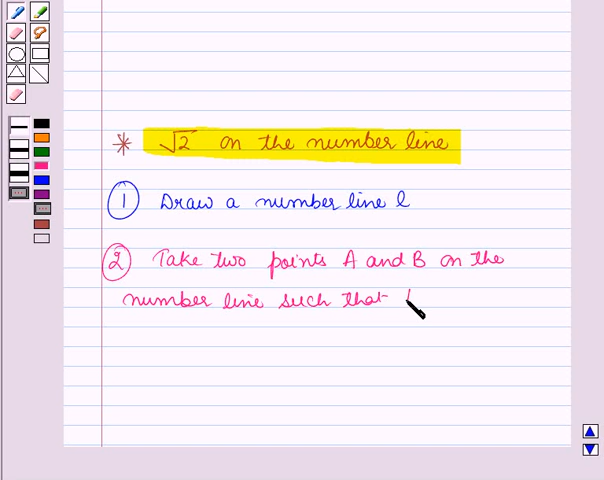 * √2 on the number line
① Draw a number line l
② Take two points A and B on the
number line such that